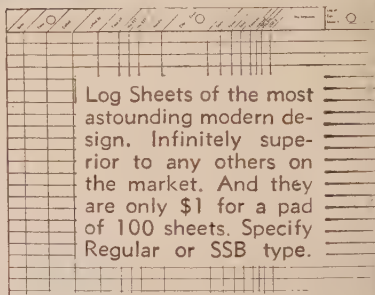 Log Sheets of the most
astounding modern de-
sign. Infinitely supe-
rior to any others on
the market. And they
are only $1 for a pad
of 100 sheets. Specify
Regular or SSB type.